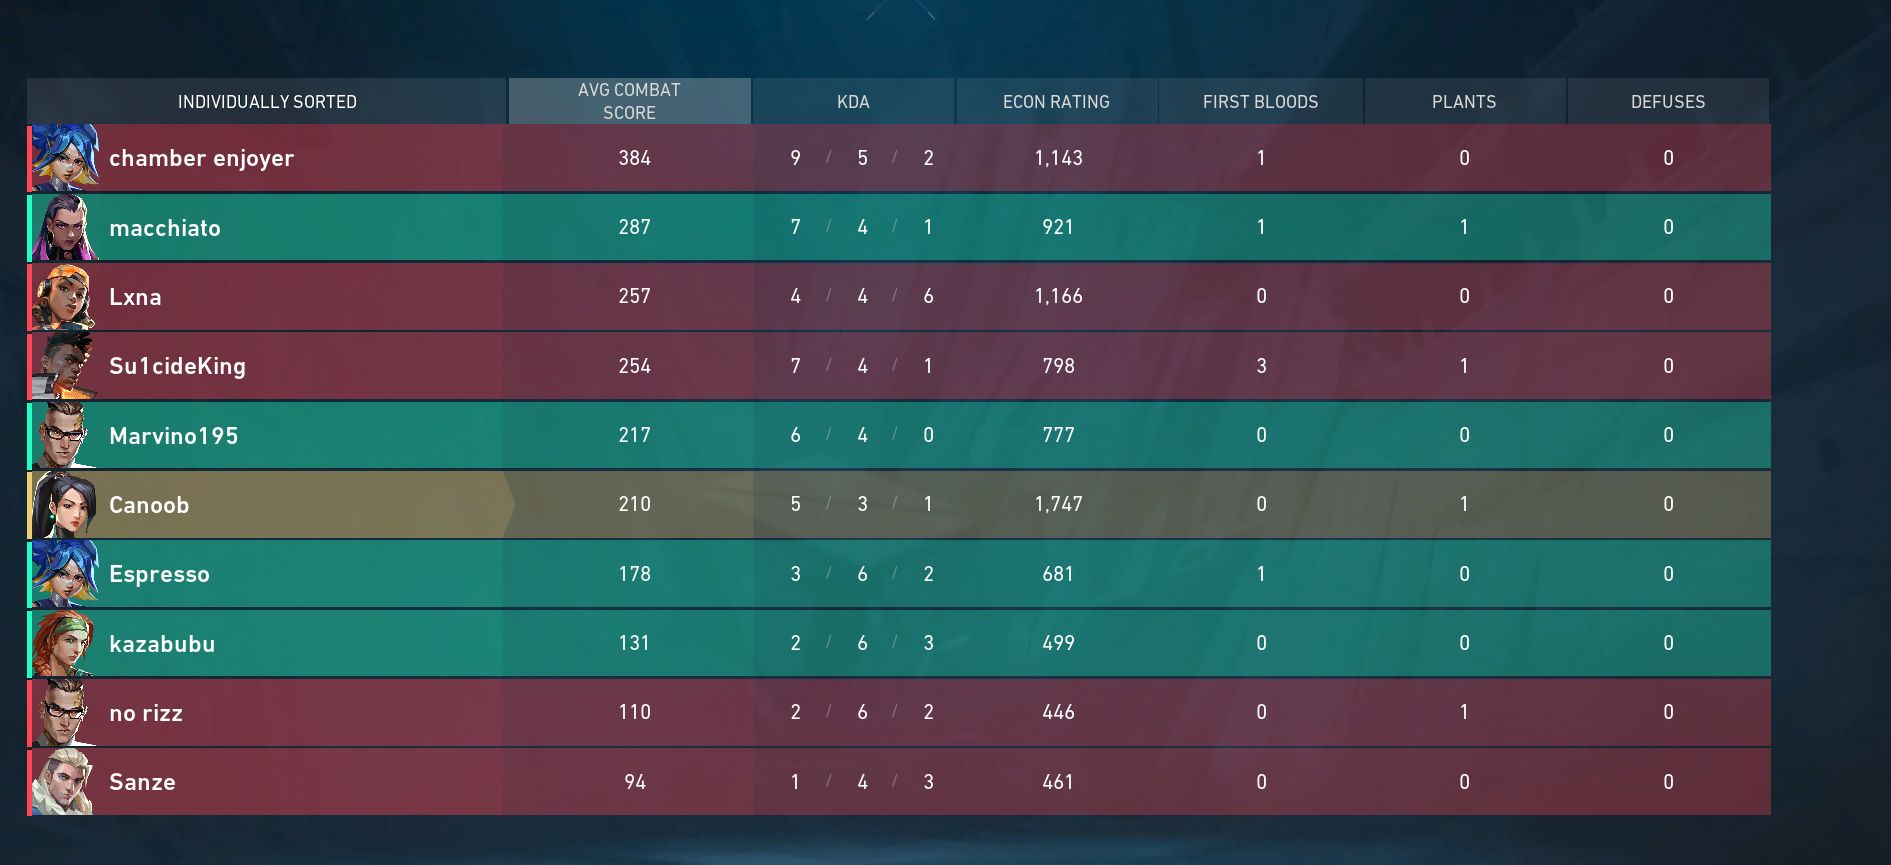 INDIVIDUALLY SORTED AVG COMBAT SCORE KDA ECON RATING FIRST BLOODS PLANTS DEFUSES
chamber enjoyer 384 9 / 5 / 2 1,143 1 0 0
macchiato 287 7 / 4 / 1 921 1 1 0
Lxna 257 4 / 4 / 6 1,166 0 0 0
Su1cideKing 254 7 / 4 / 1 798 3 1 0
Marvino195 217 6 / 4 / 0 777 0 0 0
Canoob 210 5 / 3 / 1 1,747 0 1 0
Espresso 178 3 / 6 / 2 681 1 0 0
kazabubu 131 2 / 6 / 3 499 0 0 0
no rizz 110 2 / 6 / 2 446 0 1 0
Sanze 94 1 / 4 / 3 461 0 0 0